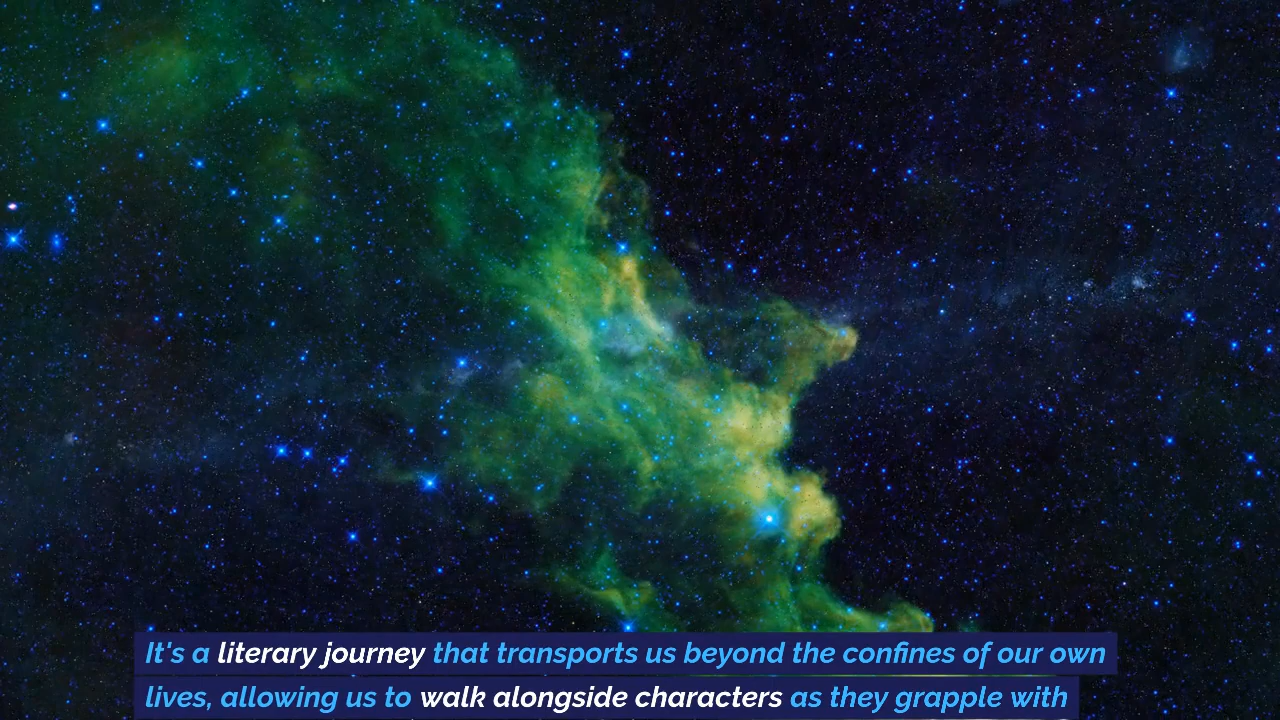 It's a literary journey that transports us beyond the confines of our own
lives, allowing us to walk alongside characters as they grapple with